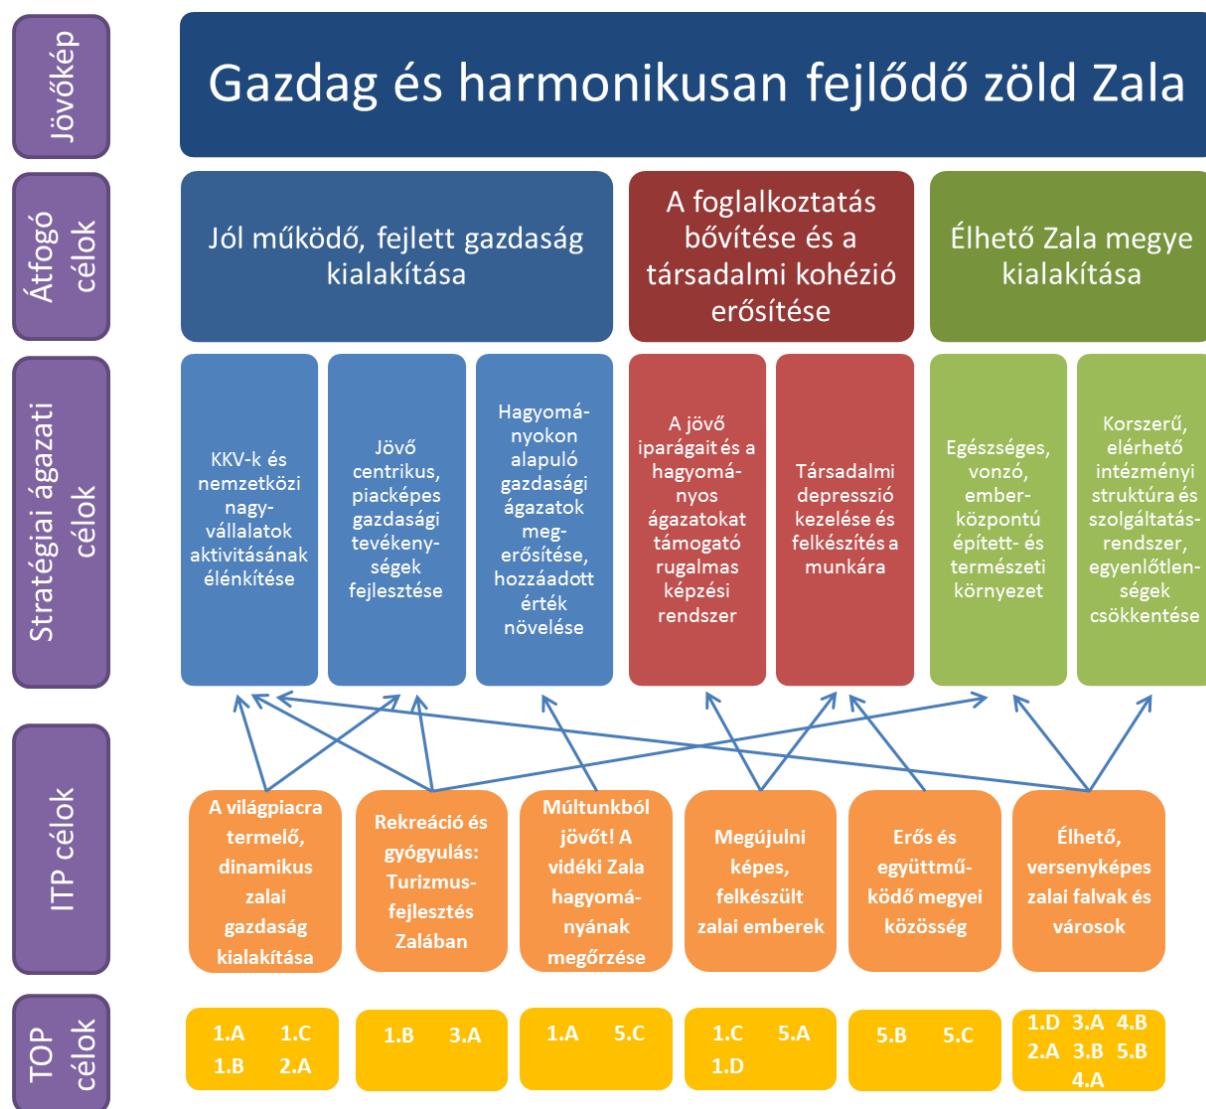 Jövőkép
Gazdag és harmonikusan fejlődő zöld Zala
Átfogó
célok
Jól működő, fejlett gazdaság
kialakítása
A foglalkoztatás
bővítése és a
társadalmi kohézió
erősítése
Élhető Zala megye
kialakítása
Stratégiai ágazati
célok
KKV-k és
nemzetközi
nagy-
vállalatok
aktivitásának
élénkítése
Jövő
centrikus,
piacképes
gazdasági
tevékeny-
ségek
fejlesztése
Hagyomá-
nyokon
alapuló
gazdasági
ágazatok
meg-
erősítése,
hozzáadott
érték
növelése
A jövő
iparágait és a
hagyomá-
nyos
ágazatokat
támogató
rugalmas
képzési
rendszer
Társadalmi
depresszió
kezelése és
felkészítés a
munkára
Egészséges,
vonzó,
ember-
központú
épített- és
természeti
környezet
Korszerű,
elérhető
intézményi
struktúra és
szolgáltatás-
rendszer,
egyenlőtlen-
ségek
csökkentése
ITP célok
A világpiacra
termelő,
dinamikus
zalai
gazdaság
kialakítása
Rekreáció és
gyógyulás:
Turizmus-
fejlesztés
Zalában
Múltunkból
jövőt! A
vidéki Zala
hagyomá-
nyának
megőrzése
Megújulni
képes,
felkészült
zalai emberek
Erős és
együttmű-
ködő megyei
közösség
Élhető,
versenyképes
zalai falvak és
városok
TOP
célok
1.A 1.C
1.B 2.A
1.B 3.A
1.A 5.C
1.C 5.A
1.D
5.B 5.C
1.D 3.A 4.B
2.A 3.B 5.B
4.A